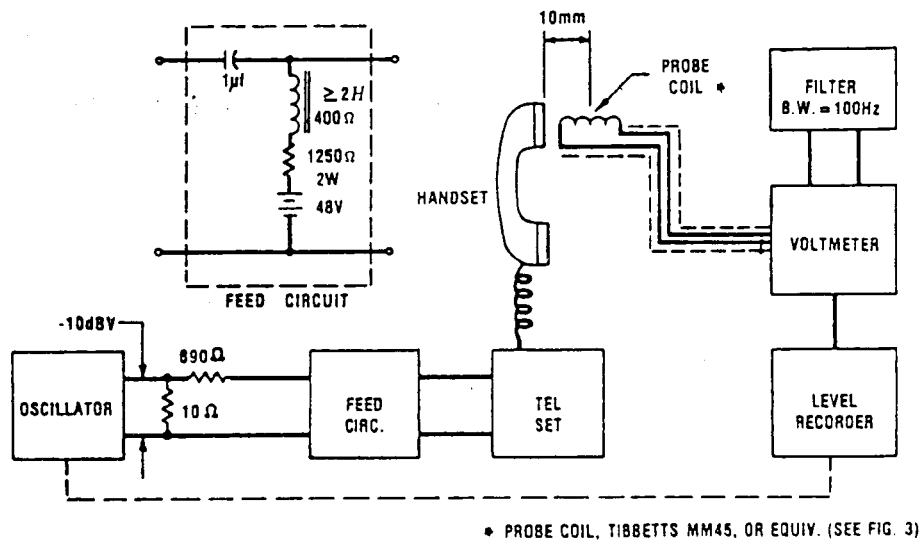 10mm
1µf
≥2H
400Ω
1250Ω
2W
48V
FEED CIRCUIT
PROBE
COIL *
FILTER
B.W. = 100Hz
HANDSET
VOLTMETER
-10dBV
890Ω
10Ω
OSCILLATOR
FEED
CIRC.
TEL
SET
LEVEL
RECORDER
* PROBE COIL, TIBBETTS MM45, OR EQUIV. (SEE FIG. 3)